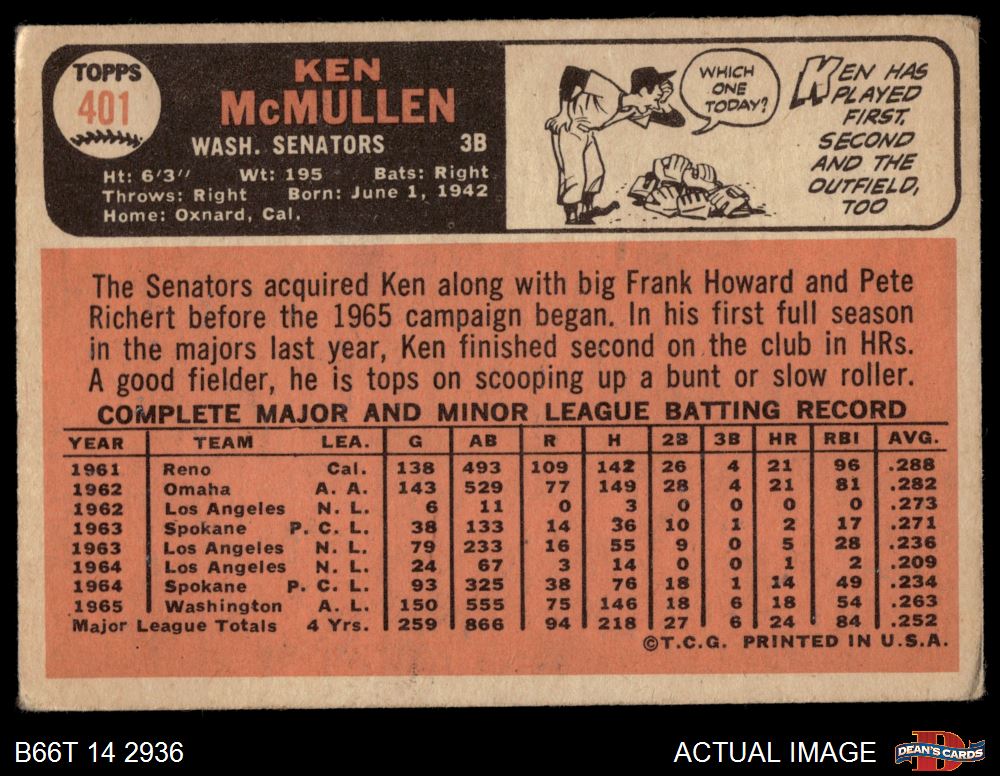 TOPPS
401
KEN
McMULLEN
WASH. SENATORS 3B
Ht: 6'3" Wt: 195 Bats: Right
Throws: Right Born: June 1, 1942
Home: Oxnard, Cal.
WHICH
ONE
TODAY?
KEN HAS
PLAYED
FIRST,
SECOND
AND THE
OUTFIELD,
TOO
The Senators acquired Ken along with big Frank Howard and Pete
Richert before the 1965 campaign began. In his first full season
in the majors last year, Ken finished second on the club in HRs.
A good fielder, he is tops on scooping up a bunt or slow roller.
COMPLETE MAJOR AND MINOR LEAGUE BATTING RECORD
YEAR TEAM LEA. G AB R H 2B 3B HR RBI AVG.
1961 Reno Cal. 138 493 109 142 26 4 21 96 .288
1962 Omaha A. A. 143 529 77 149 28 4 21 81 .282
1962 Los Angeles N. L. 6 11 0 3 0 0 0 0 .273
1963 Spokane P. C. L. 38 133 14 36 10 1 2 17 .271
1963 Los Angeles N. L. 79 233 16 55 9 0 5 28 .236
1964 Los Angeles N. L. 24 67 3 14 0 0 1 2 .209
1964 Spokane P. C. L. 93 325 38 76 18 1 14 49 .234
1965 Washington A. L. 150 555 75 146 18 6 18 54 .263
Major League Totals 4 Yrs. 259 866 94 218 27 6 24 84 .252
©T.C.G. PRINTED IN U.S.A.
B66T 14 2936
ACTUAL IMAGE
DEAN'S CARDS